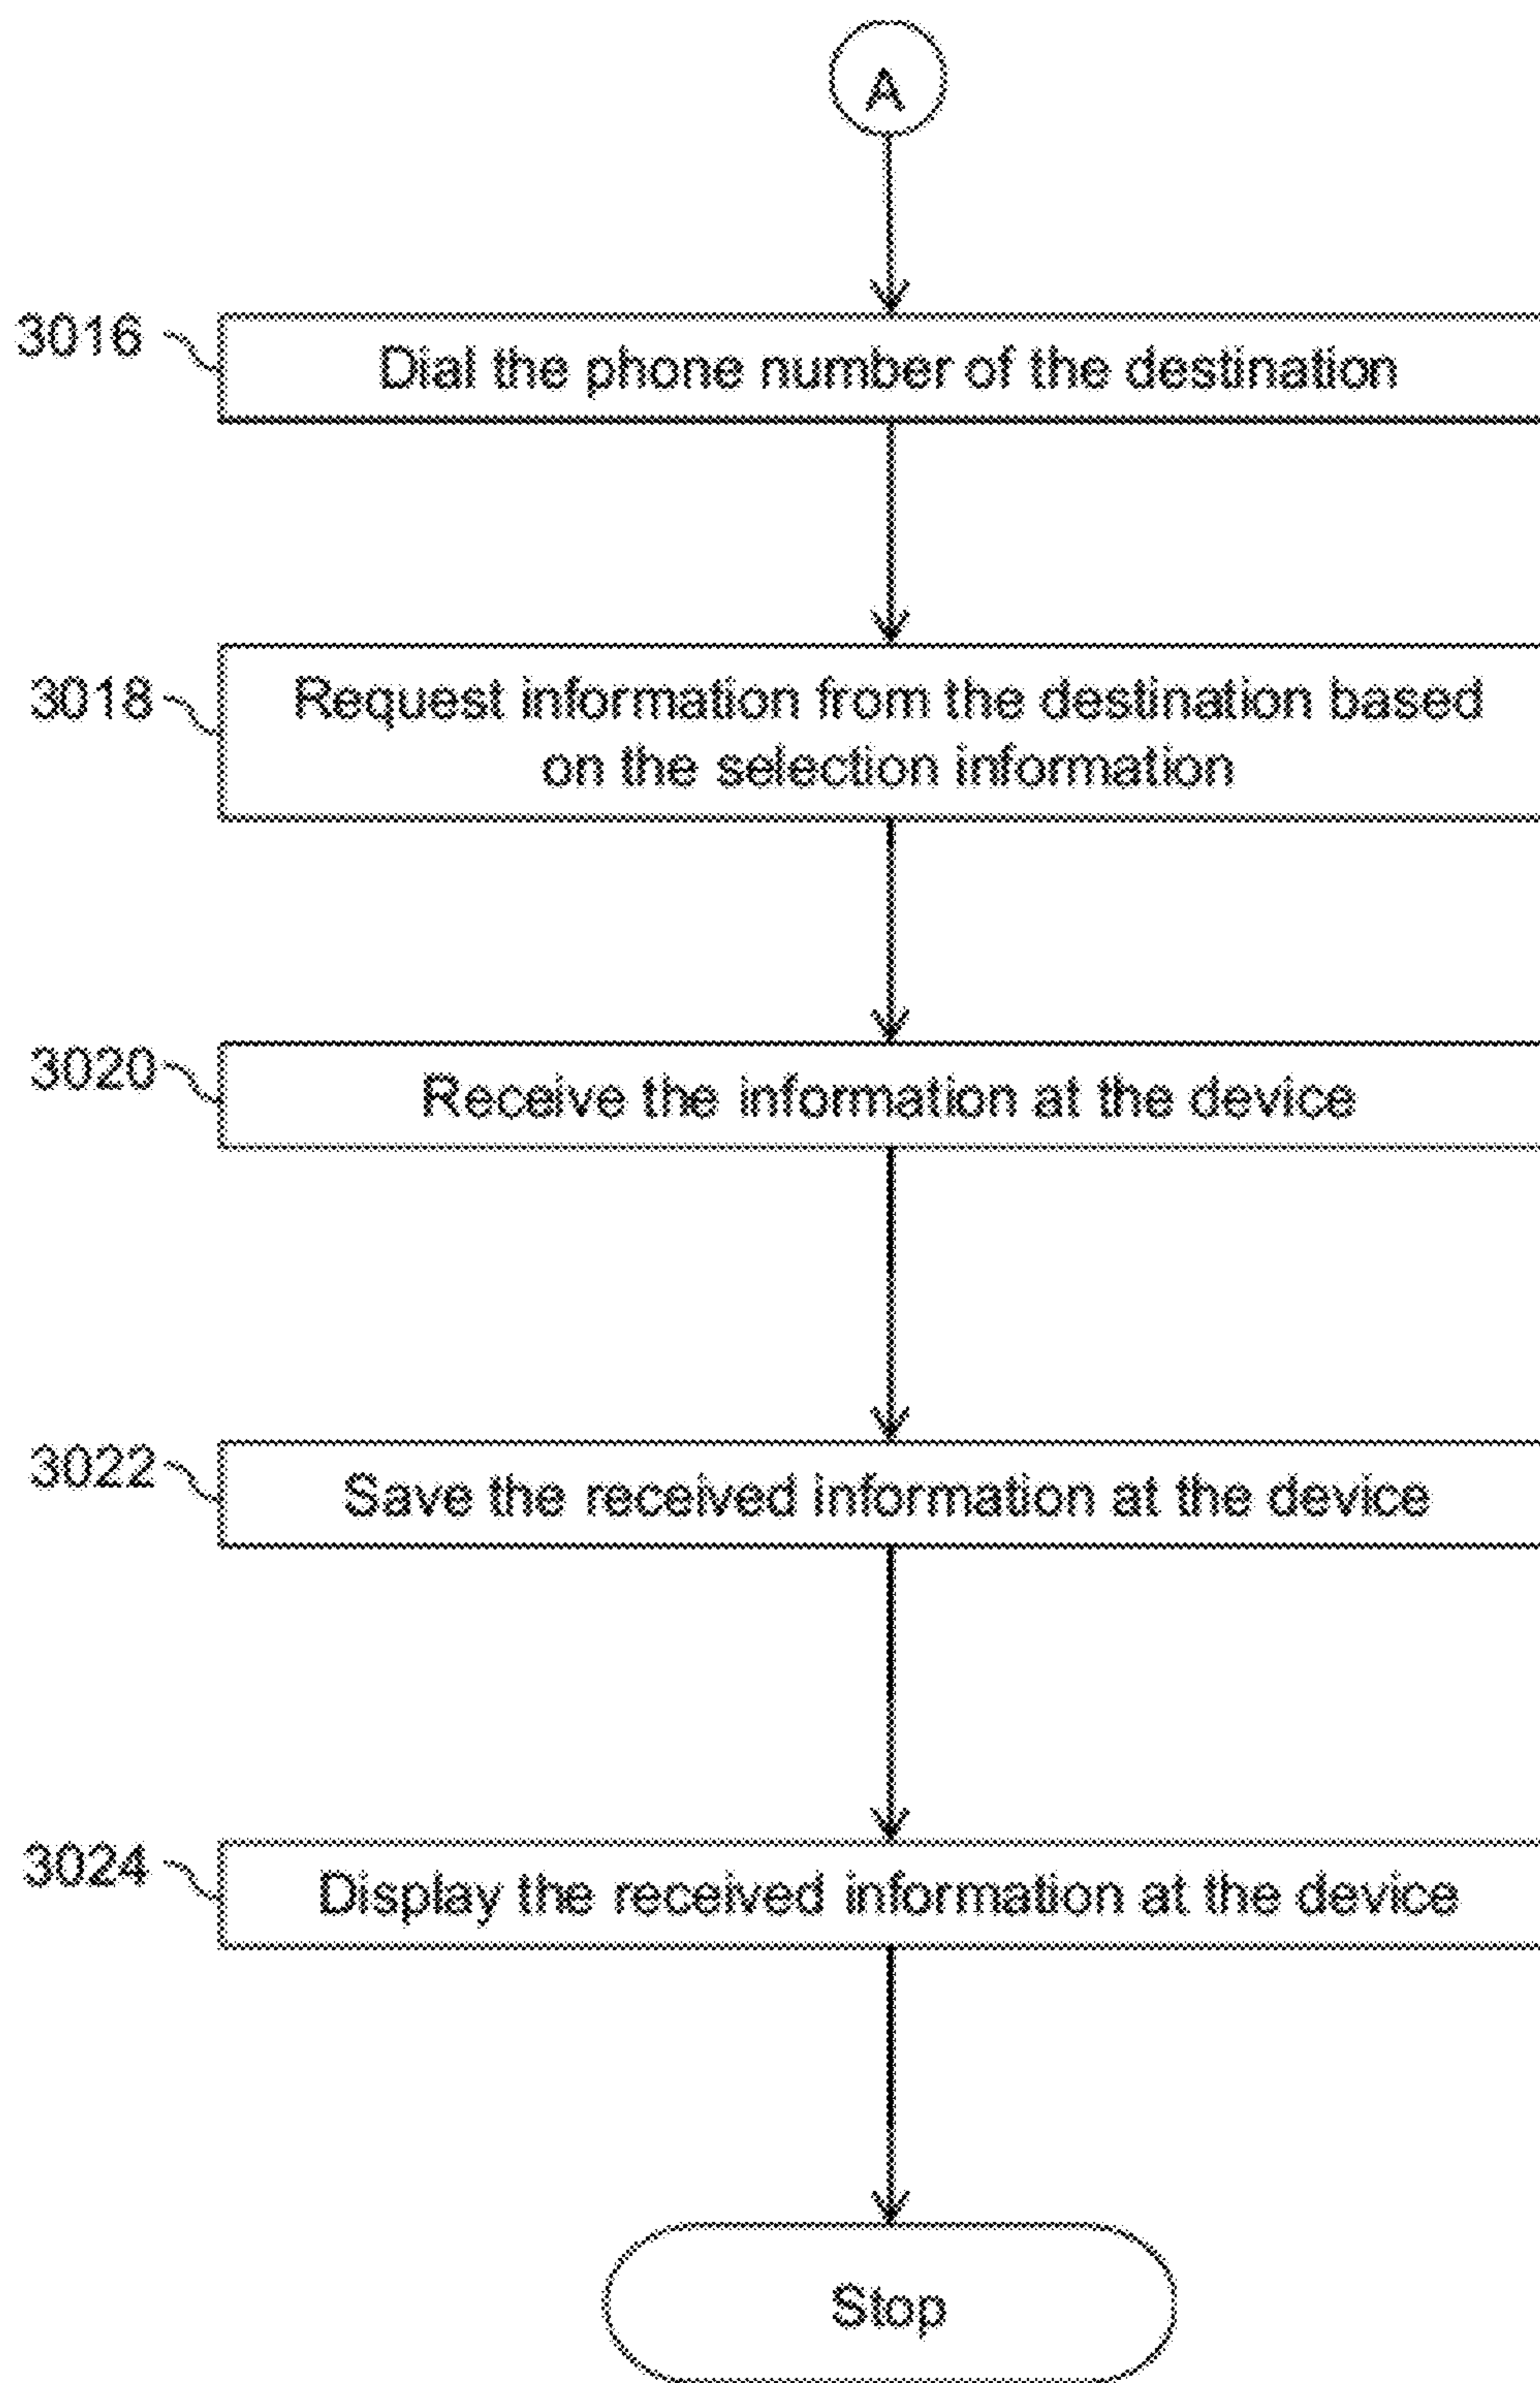 A
3016
Dial the phone number of the destination
3018
Request information from the destination based
on the selection information
3020
Receive the information at the device
3022
Save the received information at the device
3024
Display the received information at the device
Stop